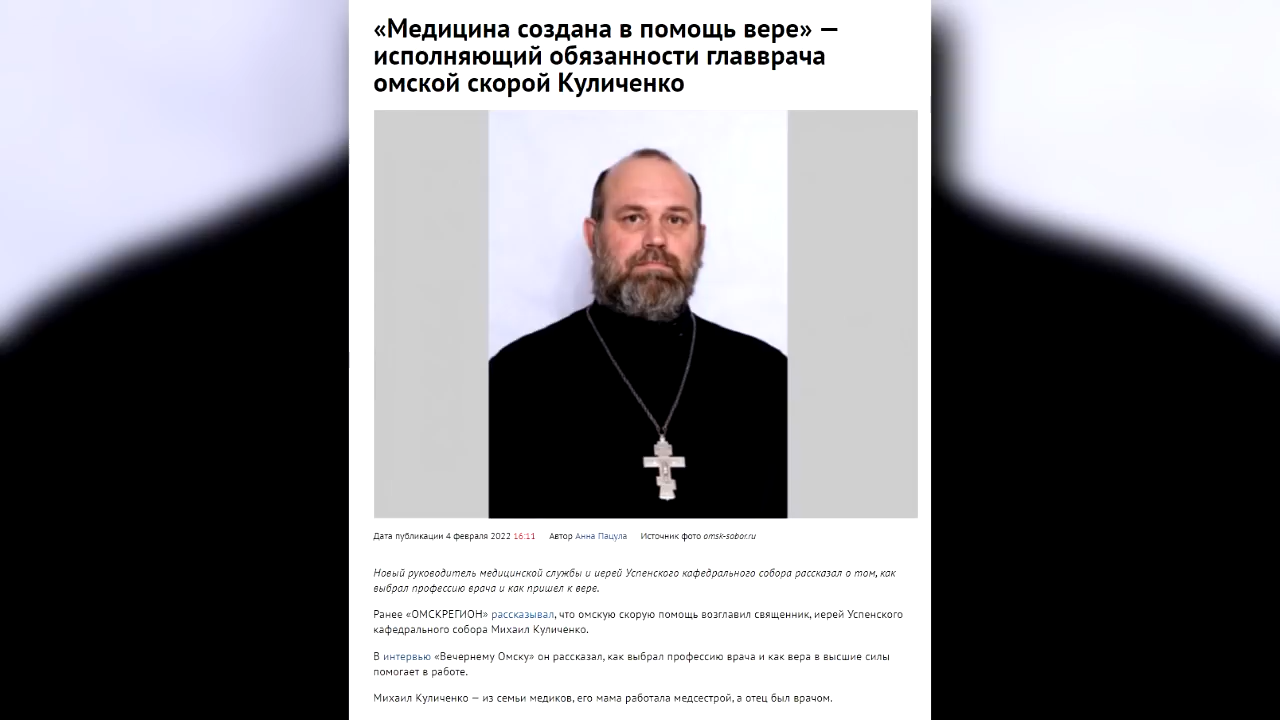 «Медицина создана в помощь вере» —
исполняющий обязанности главврача
омской скорой Куличенко
Дата публикации 4 февраля 2022 16:11 Автор Анна Пацула Источник фото omsk-sobor.ru
Новый руководитель медицинской службы и иерей Успенского кафедрального собора рассказал о том, как
выбрал профессию врача и как пришел к вере.
Ранее «ОМСКРЕГИОН» рассказывал, что омскую скорую помощь возглавил священник, иерей Успенского
кафедрального собора Михаил Куличенко.
В интервью «Вечернему Омску» он рассказал, как выбрал профессию врача и как вера в высшие силы
помогает в работе.
Михаил Куличенко — из семьи медиков, его мама работала медсестрой, а отец был врачом.